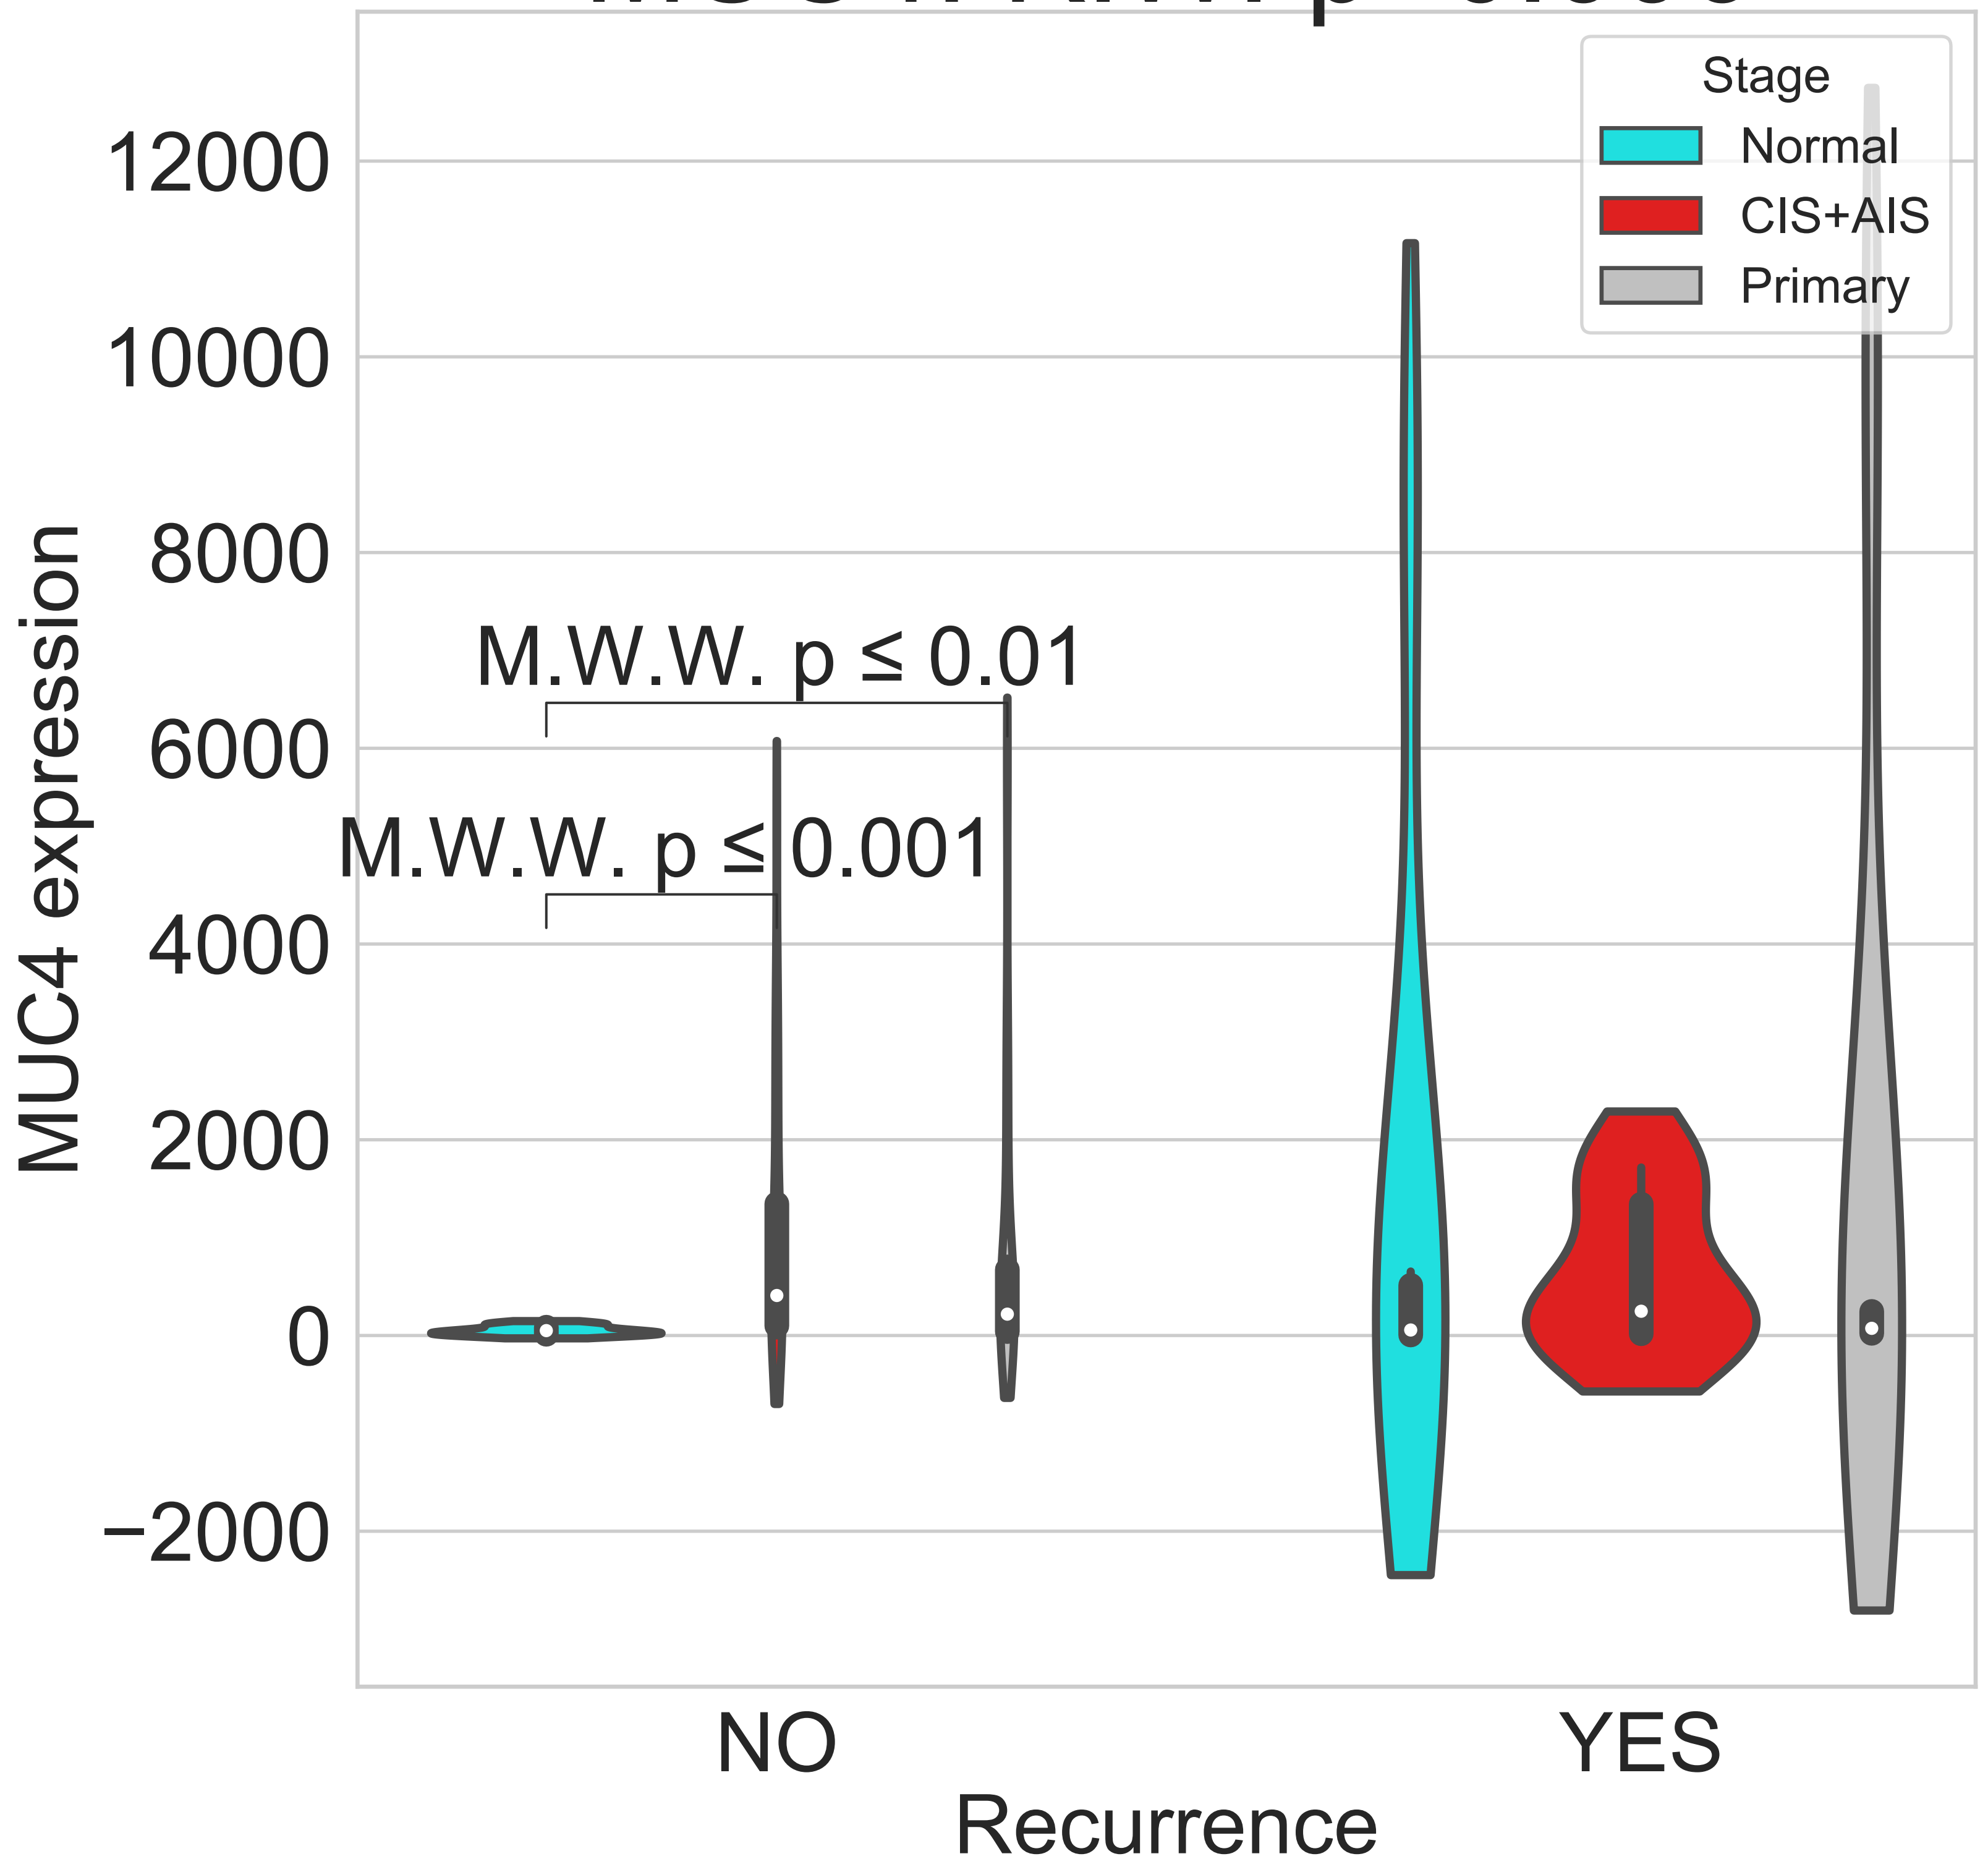 Stage
Normal
CIS+AIS
Primary
12000
10000
8000
6000
4000
2000
0
−2000
MUC4 expression
M.W.W. p ≤ 0.01
M.W.W. p ≤ 0.001
NO
YES
Recurrence